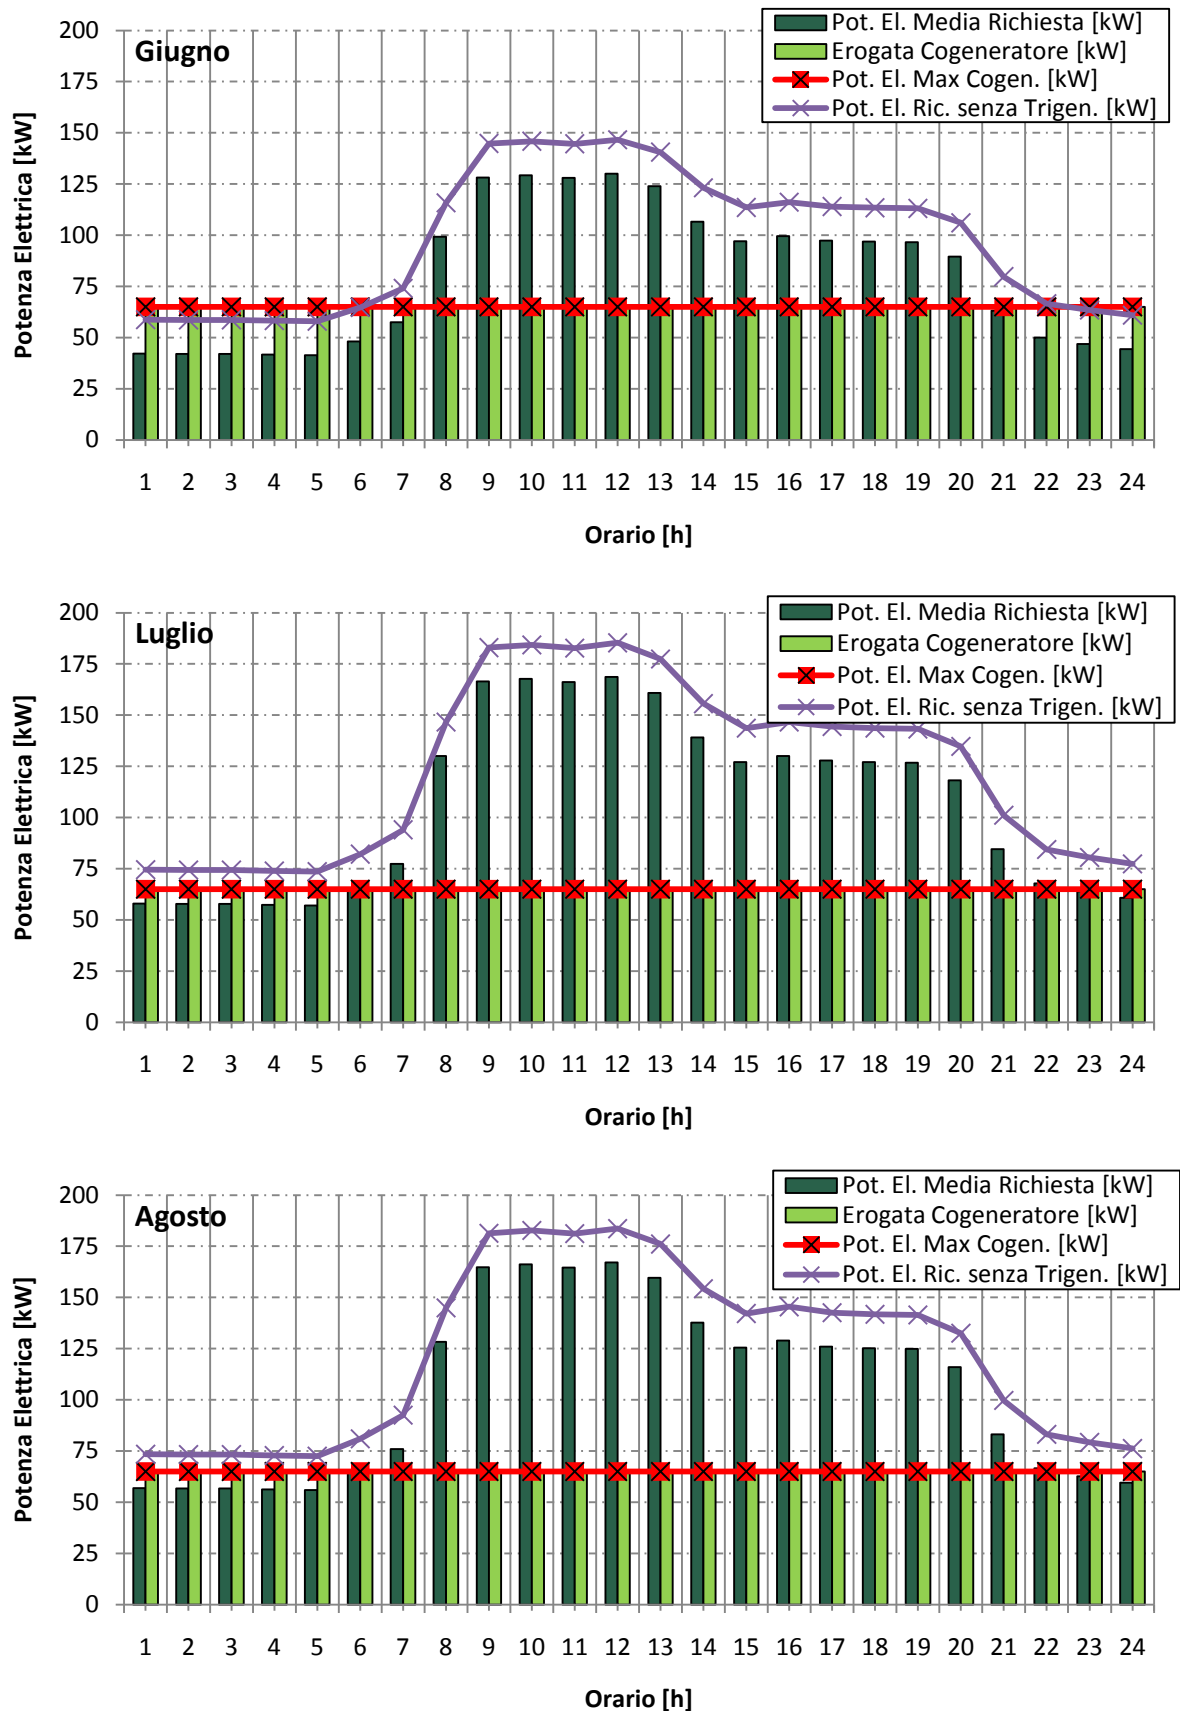 Giugno
Pot. El. Media Richiesta [kW]
Erogata Cogeneratore [kW]
Pot. El. Max Cogen. [kW]
Pot. El. Ric. senza Trigen. [kW]
Potenza Elettrica [kW]
200
175
150
125
100
75
50
25
0
1 2 3 4 5 6 7 8 9 10 11 12 13 14 15 16 17 18 19 20 21 22 23 24
Orario [h]
Luglio
Pot. El. Media Richiesta [kW]
Erogata Cogeneratore [kW]
Pot. El. Max Cogen. [kW]
Pot. El. Ric. senza Trigen. [kW]
Potenza Elettrica [kW]
200
175
150
125
100
75
50
25
0
1 2 3 4 5 6 7 8 9 10 11 12 13 14 15 16 17 18 19 20 21 22 23 24
Orario [h]
Agosto
Pot. El. Media Richiesta [kW]
Erogata Cogeneratore [kW]
Pot. El. Max Cogen. [kW]
Pot. El. Ric. senza Trigen. [kW]
Potenza Elettrica [kW]
200
175
150
125
100
75
50
25
0
1 2 3 4 5 6 7 8 9 10 11 12 13 14 15 16 17 18 19 20 21 22 23 24
Orario [h]